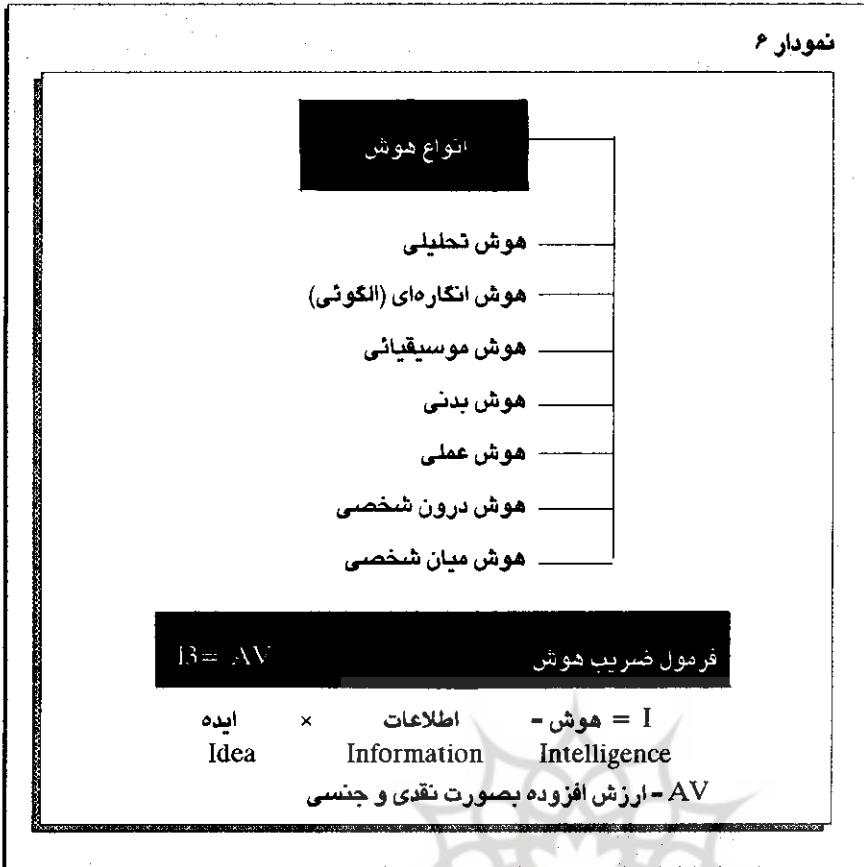 نمودار ۶
انواع هوش
هوش تحلیلی
هوش انگاره‌ای (الگوئی)
هوش موسیقیائی
هوش بدنی
هوش عملی
هوش درون شخصی
هوش میان شخصی
فرمول ضریب هوش I3 = AV
I = هوش - اطلاعات × ایده
Intelligence Information Idea
AV - ارزش افزوده بصورت نقدی و جنسی